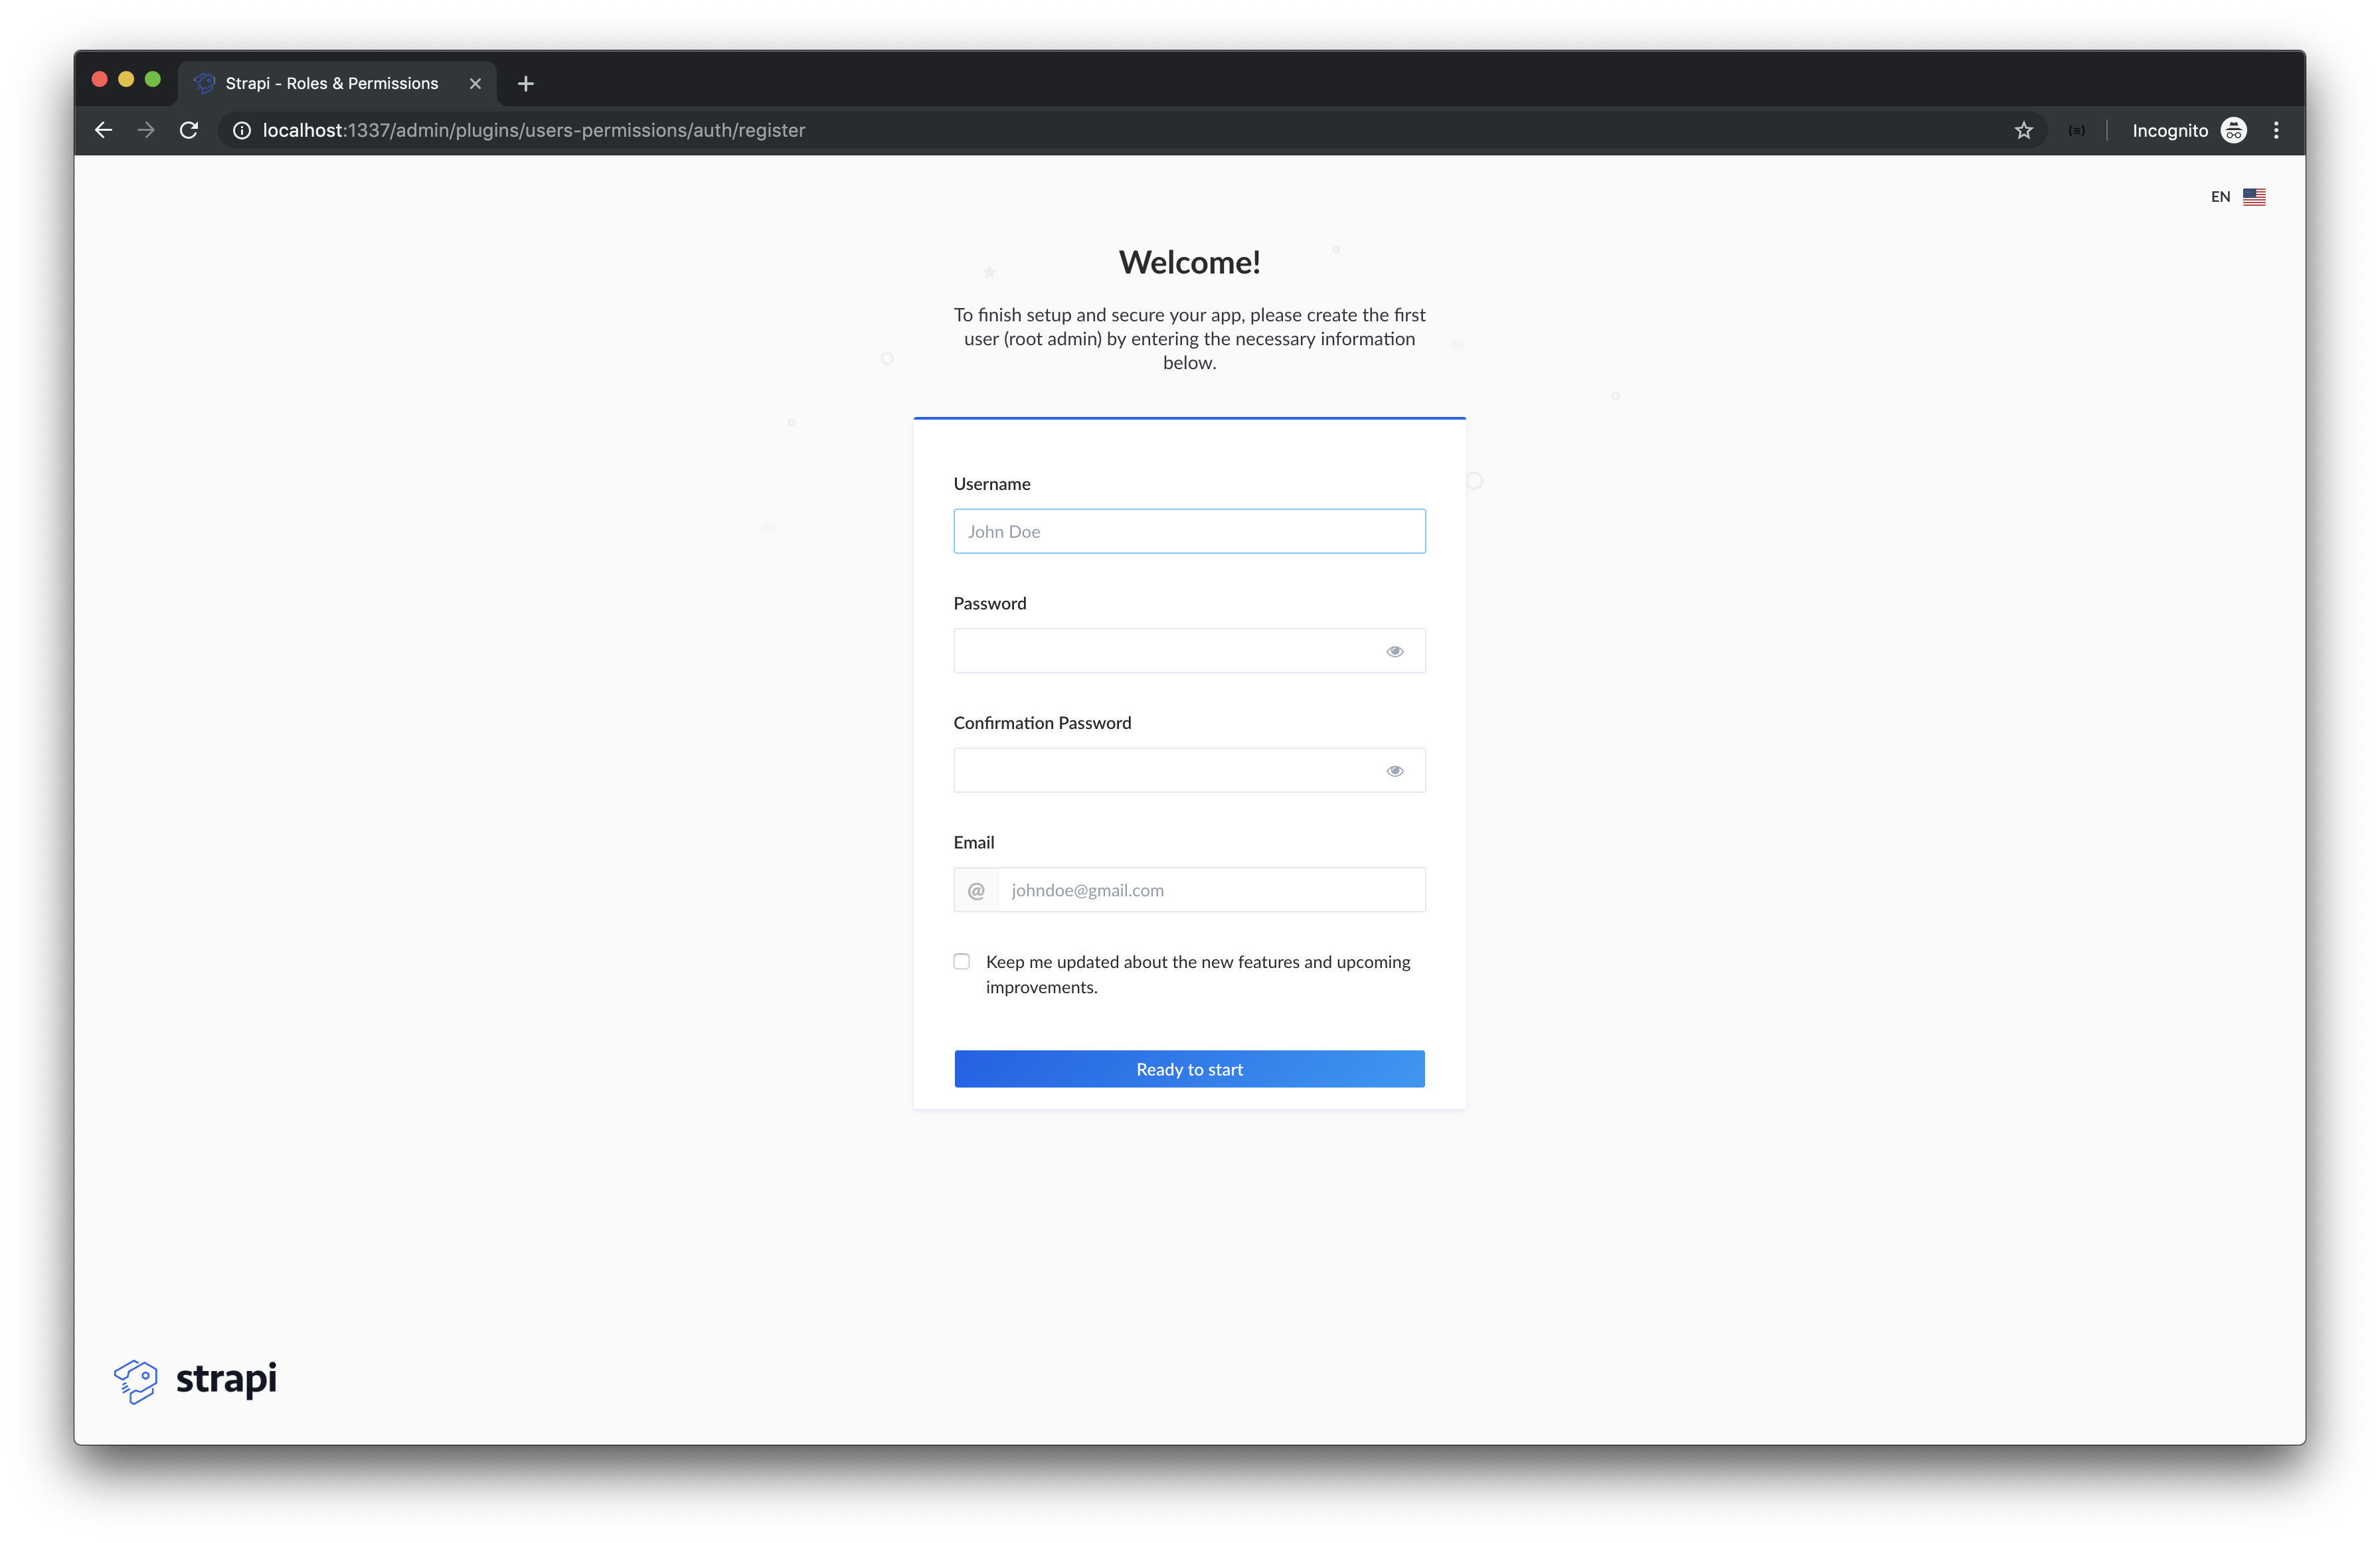 Strapi - Roles & Permissions
localhost:1337/admin/plugins/users-permissions/auth/register
Incognito
EN
Welcome!
To finish setup and secure your app, please create the first
user (root admin) by entering the necessary information
below.
Username
John Doe
Password
Confirmation Password
Email
@ johndoe@gmail.com
Keep me updated about the new features and upcoming
improvements.
Ready to start
strapi